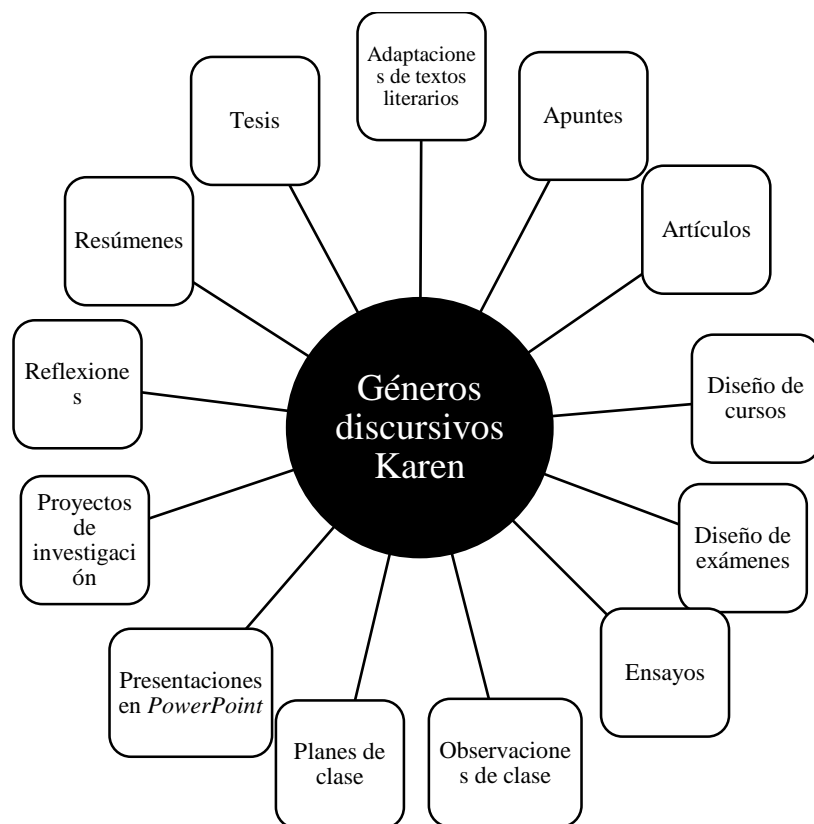 Adaptacione
s de textos
literarios
Apuntes
Artículos
Diseño de
cursos
Diseño de
exámenes
Ensayos
Observacione
s de clase
Planes de
clase
Presentaciones
en PowerPoint
Proyectos
de
investigaci
ón
Reflexione
s
Resúmenes
Tesis
Géneros
discursivos
Karen